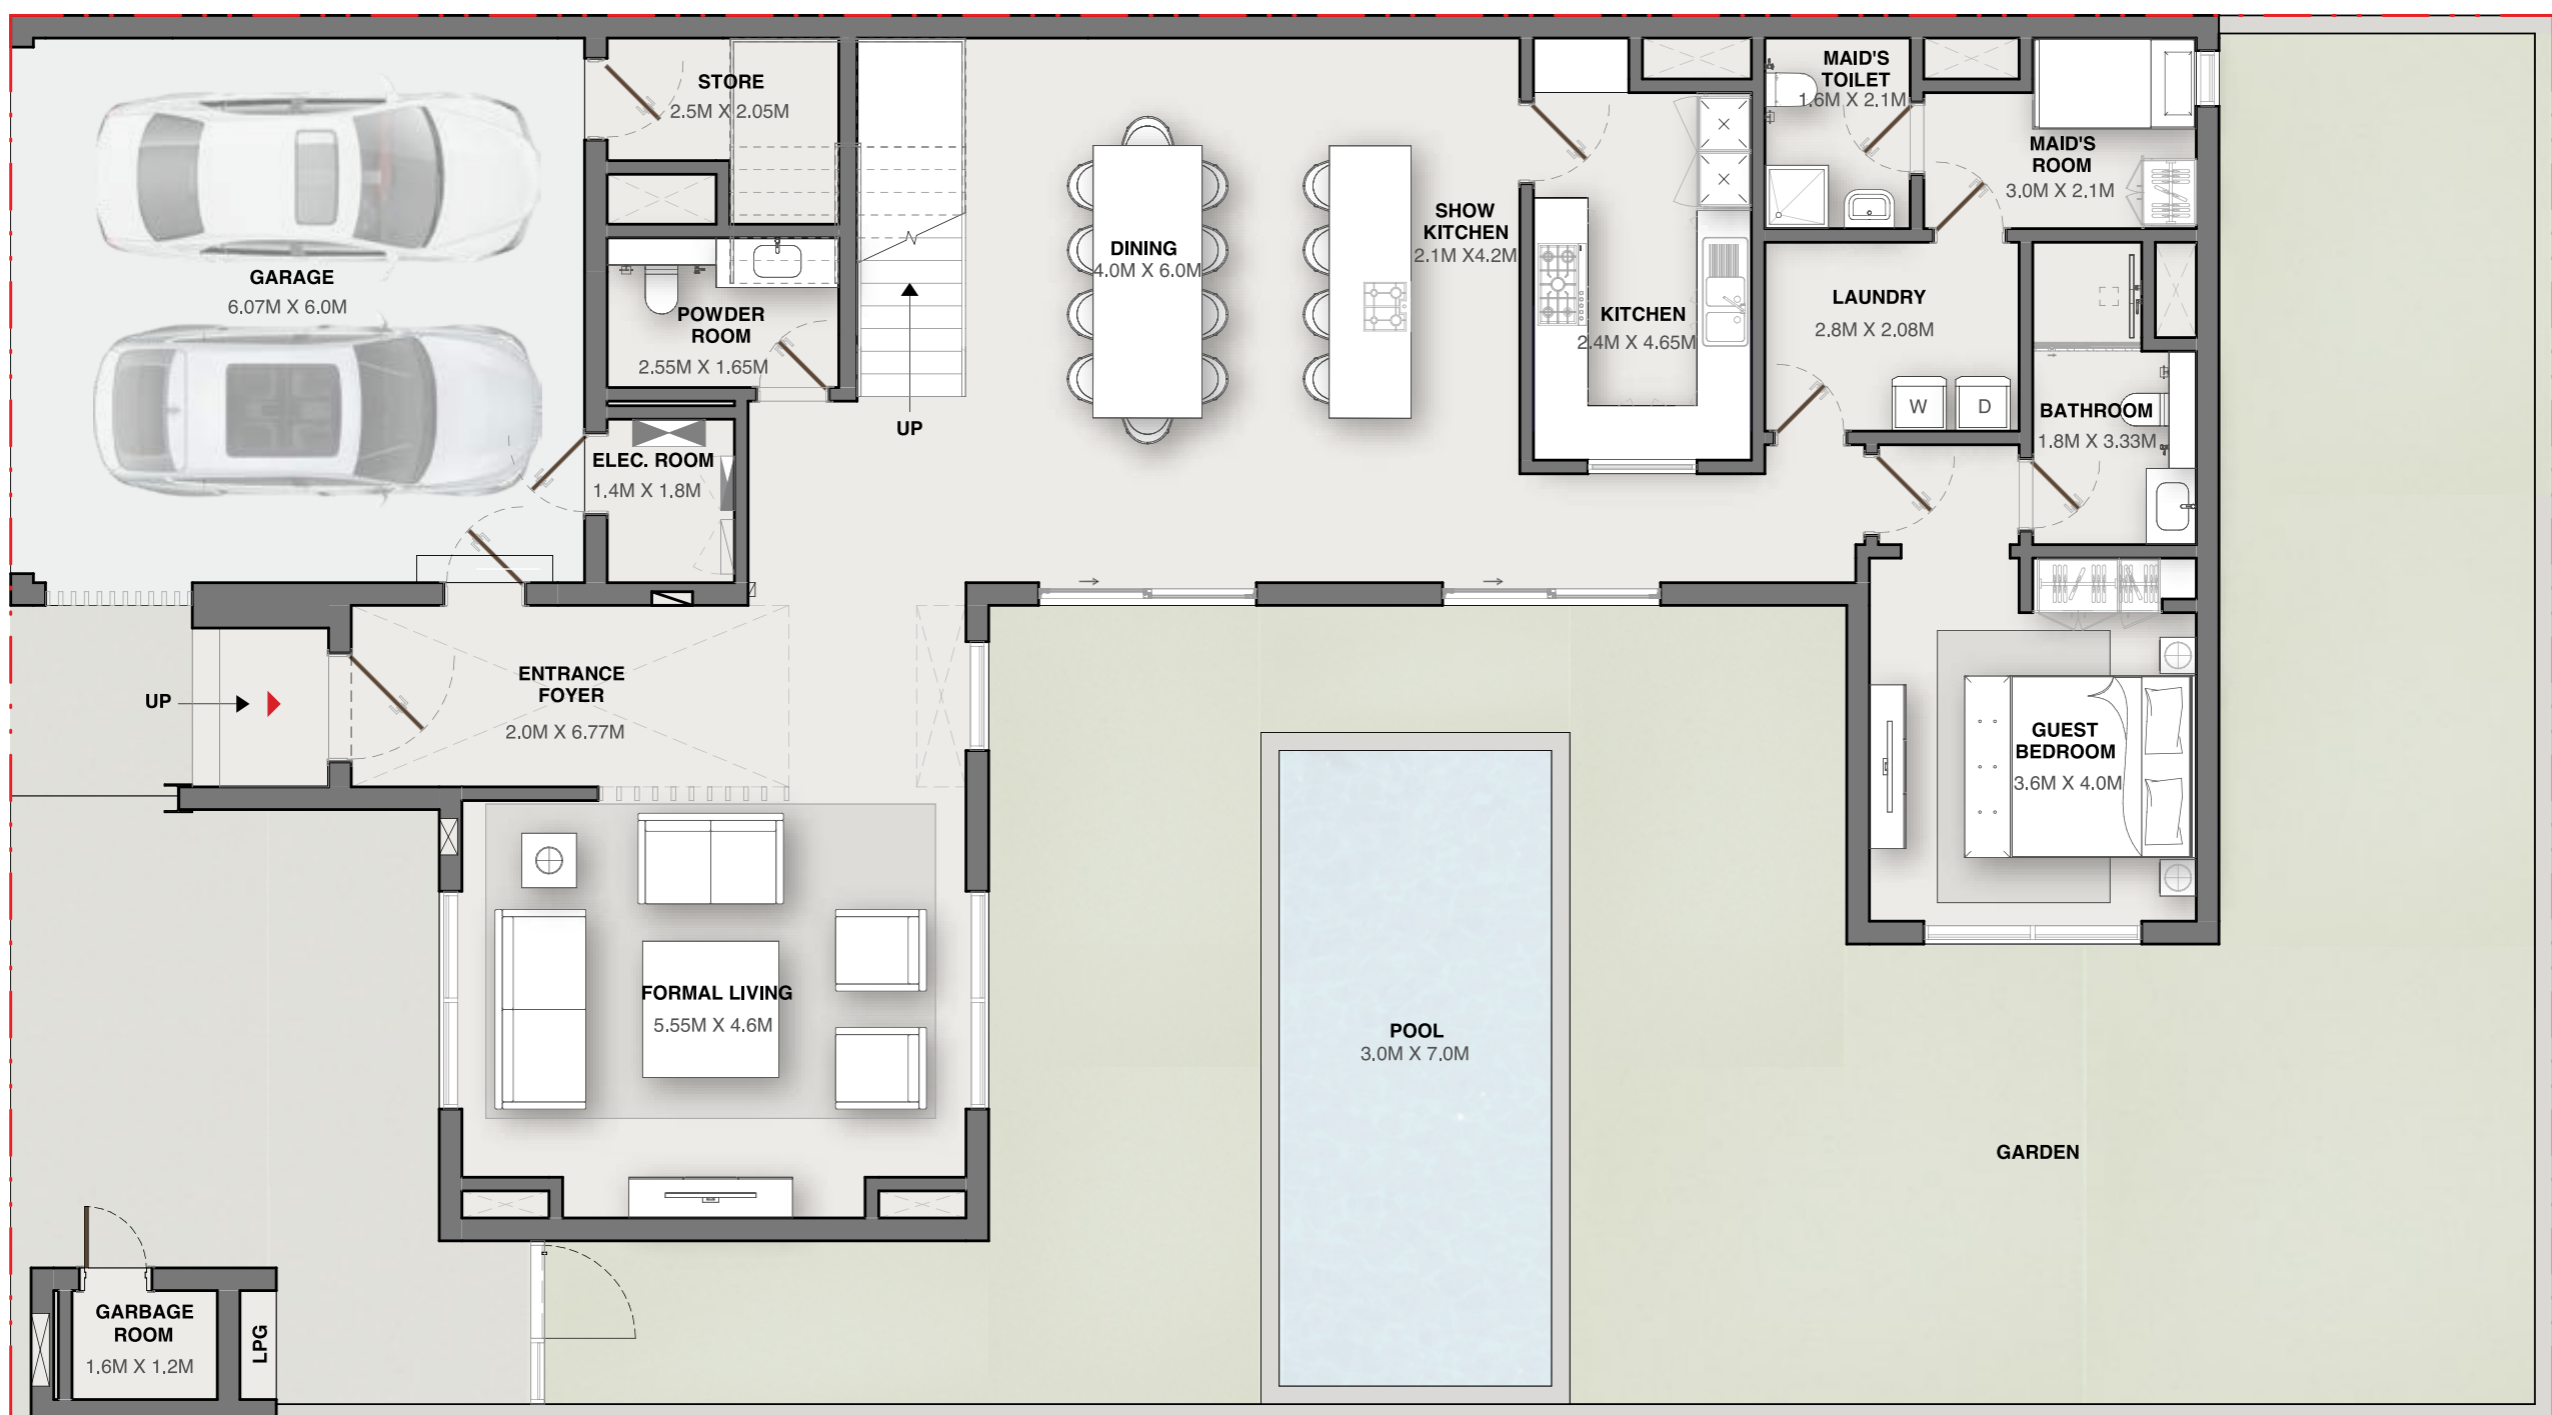 STORE
2.5M X 2.05M
MAID'S
TOILET
1.6M X 2.1M
MAID'S
ROOM
3.0M X 2.1M
GARAGE
6.07M X 6.0M
POWDER
ROOM
2.55M X 1.65M
UP
DINING
4.0M X 6.0M
SHOW
KITCHEN
2.1M X4.2M
KITCHEN
2.4M X 4.65M
LAUNDRY
2.8M X 2.08M
W
D
BATHROOM
1.8M X 3.33M
ELEC. ROOM
1.4M X 1.8M
UP
ENTRANCE
FOYER
2.0M X 6.77M
GUEST
BEDROOM
3.6M X 4.0M
FORMAL LIVING
5.55M X 4.6M
POOL
3.0M X 7.0M
GARDEN
GARBAGE
ROOM
1.6M X 1.2M
LPG